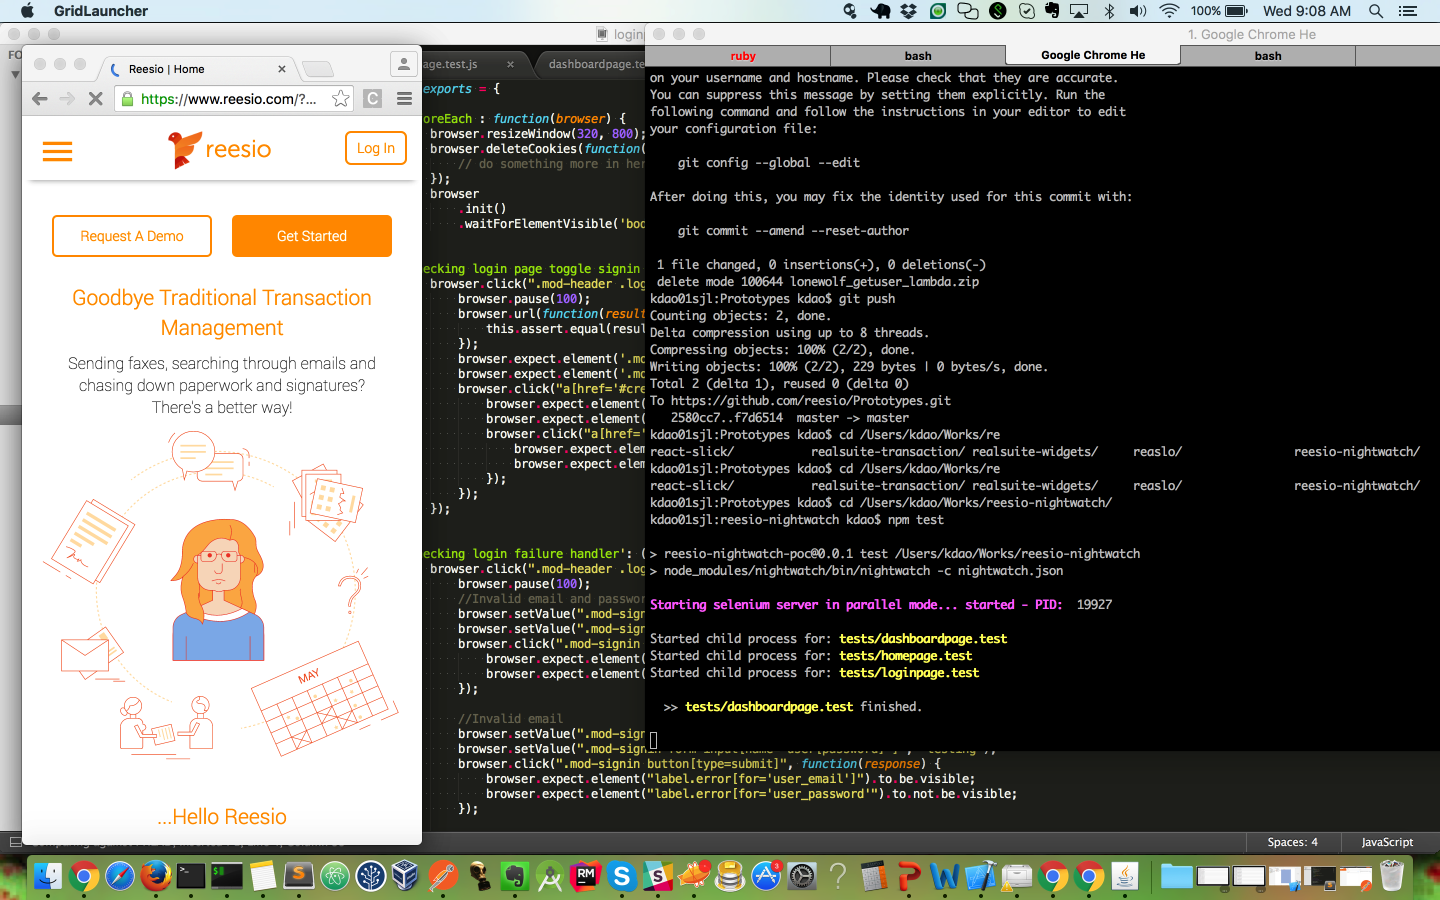 GridLauncher
100%
Wed 9:08 AM
login
1. Google Chrome He
ruby
bash
Google Chrome He
bash
FO
Reesio | Home
https://www.reesio.com/?...
reesio
Log In
Request A Demo
Get Started
Goodbye Traditional Transaction
Management
Sending faxes, searching through emails and
chasing down paperwork and signatures?
There's a better way!
MAY
...Hello Reesio
age.test.js
dashboardpage.te
exports = {
oreEach : function(browser) {
browser.resizeWindow(320, 800);
browser.deleteCookies(function(
// do something more in her
});
browser
.init()
.waitForElementVisible('boo
ecking login page toggle signin
browser.click(".mod-header .log
browser.pause(100);
browser.url(function(result
this.assert.equal(resul
});
browser.expect.element('.mo
browser.expect.element('.mo
browser.click("a[href='#cre
browser.expect.element(
browser.expect.element(
browser.click("a[href='
browser.expect.elem
browser.expect.elem
});
});
});
ecking login failure handler': (
browser.click(".mod-header .log
browser.pause(100);
//Invalid email and passwor
browser.setValue(".mod-sign
browser.setValue(".mod-sign
browser.click(".mod-signin
browser.expect.element(
browser.expect.element(
});
//Invalid email
browser.setValue(".mod-sign
browser.setValue(".mod-signin form input[name='user[password]']", "testing");
browser.click(".mod-signin button[type=submit]", function(response) {
browser.expect.element("label.error[for='user_email']").to.be.visible;
browser.expect.element("label.error[for='user_password'").to.not.be.visible;
});
on your username and hostname. Please check that they are accurate.
You can suppress this message by setting them explicitly. Run the
following command and follow the instructions in your editor to edit
your configuration file:
git config --global --edit
After doing this, you may fix the identity used for this commit with:
git commit --amend --reset-author
1 file changed, 0 insertions(+), 0 deletions(-)
delete mode 100644 lonewolf_getuser_lambda.zip
kdao01sjl:Prototypes kdao$ git push
Counting objects: 2, done.
Delta compression using up to 8 threads.
Compressing objects: 100% (2/2), done.
Writing objects: 100% (2/2), 229 bytes | 0 bytes/s, done.
Total 2 (delta 1), reused 0 (delta 0)
To https://github.com/reesio/Prototypes.git
2580cc7..f7d6514 master -> master
kdao01sjl:Prototypes kdao$ cd /Users/kdao/Works/re
react-slick/ realsuite-transaction/ realsuite-widgets/ reaslo/ reesio-nightwatch/
kdao01sjl:Prototypes kdao$ cd /Users/kdao/Works/re
react-slick/ realsuite-transaction/ realsuite-widgets/ reaslo/ reesio-nightwatch/
kdao01sjl:Prototypes kdao$ cd /Users/kdao/Works/reesio-nightwatch/
kdao01sjl:reesio-nightwatch kdao$ npm test
> reesio-nightwatch-poc@0.0.1 test /Users/kdao/Works/reesio-nightwatch
> node_modules/nightwatch/bin/nightwatch -c nightwatch.json
Starting selenium server in parallel mode... started - PID: 19927
Started child process for: tests/dashboardpage.test
Started child process for: tests/homepage.test
Started child process for: tests/loginpage.test
>> tests/dashboardpage.test finished.
Spaces: 4
JavaScript